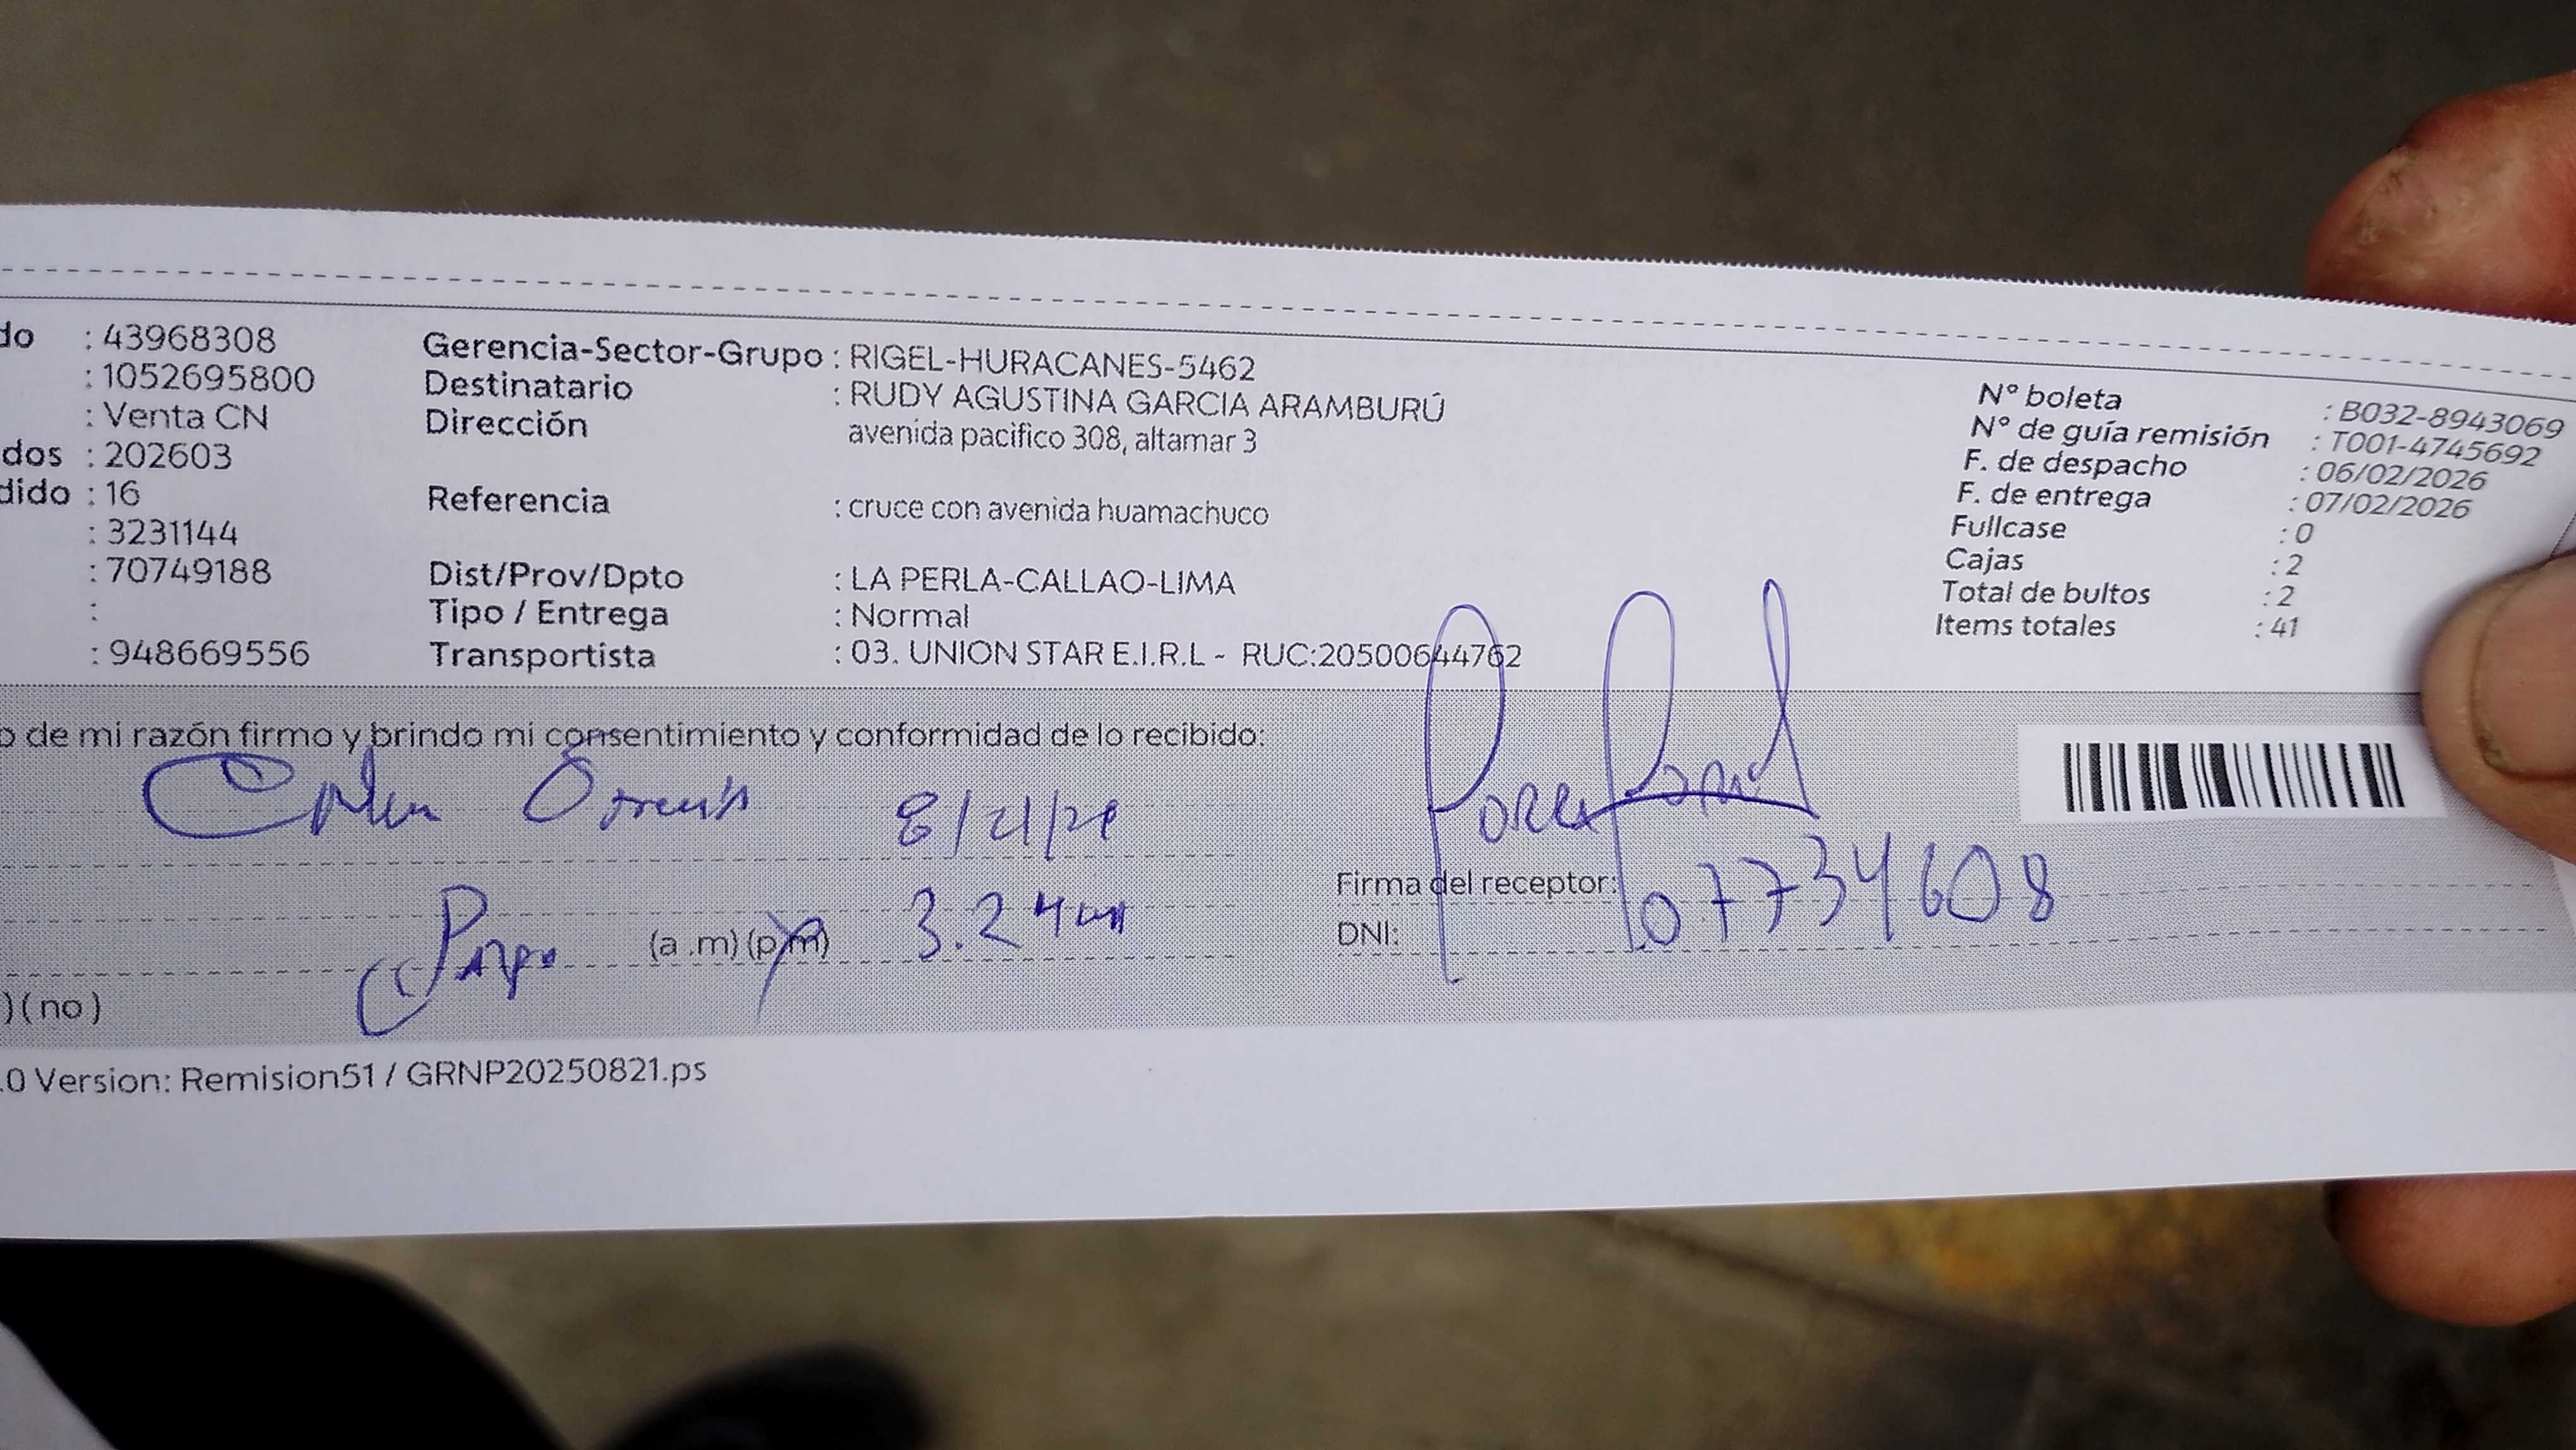 do : 43968308
: 1052695800
: Venta CN
dos : 202603
dido : 16
: 3231144
: 70749188
:
: 948669556
Gerencia-Sector-Grupo : RIGEL-HURACANES-5462
Destinatario : RUDY AGUSTINA GARCIA ARAMBURÚ
Dirección avenida pacifico 308, altamar 3
Referencia : cruce con avenida huamachuco
Dist/Prov/Dpto : LA PERLA-CALLAO-LIMA
Tipo / Entrega : Normal
Transportista : 03. UNION STAR E.I.R.L - RUC:20500644762
N° boleta : B032-8943069
N° de guía remisión : T001-4745692
F. de despacho : 06/02/2026
F. de entrega : 07/02/2026
Fullcase : 0
Cajas : 2
Total de bultos : 2
Items totales : 41
o de mi razón firmo y brindo mi consentimiento y conformidad de lo recibido:
(a .m) (p.m) 3.24
Firma del receptor:
DNI: 07734608
) ( no )
.0 Version: Remision51 / GRNP20250821.ps